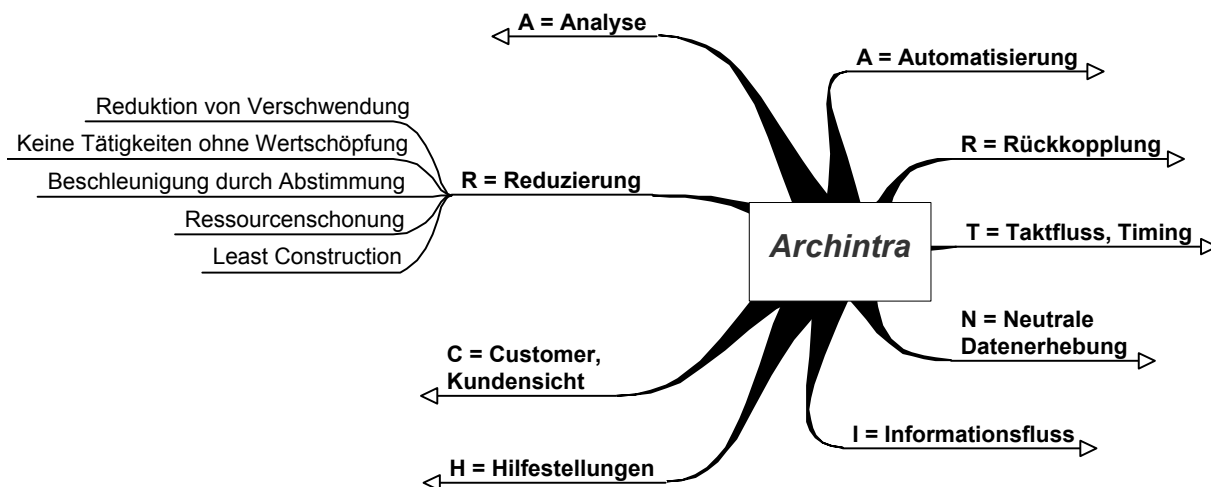 A = Analyse
A = Automatisierung
Reduktion von Verschwendung
Keine Tätigkeiten ohne Wertschöpfung
Beschleunigung durch Abstimmung
Ressourcenschonung
Least Construction
R = Reduzierung
R = Rückkopplung
Archintra
T = Taktfluss, Timing
C = Customer,
Kundensicht
N = Neutrale
Datenerhebung
H = Hilfestellungen
I = Informationsfluss